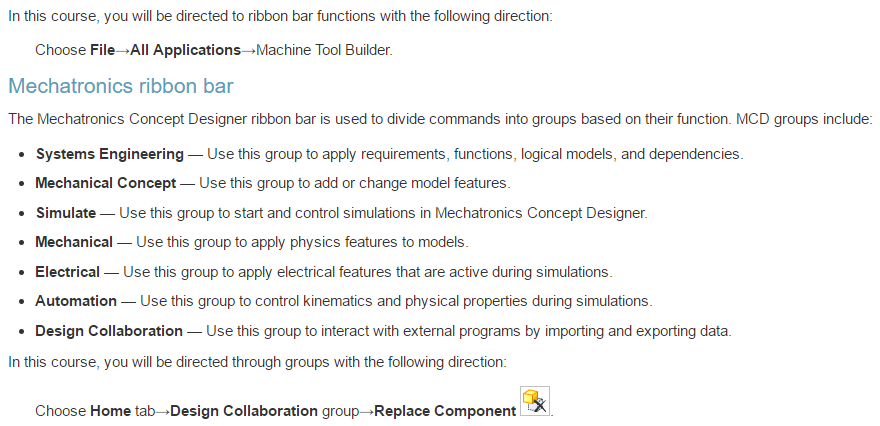 In this course, you will be directed to ribbon bar functions with the following direction:
Choose File→All Applications→Machine Tool Builder.
Mechatronics ribbon bar
The Mechatronics Concept Designer ribbon bar is used to divide commands into groups based on their function. MCD groups include:
• Systems Engineering — Use this group to apply requirements, functions, logical models, and dependencies.
• Mechanical Concept — Use this group to add or change model features.
• Simulate — Use this group to start and control simulations in Mechatronics Concept Designer.
• Mechanical — Use this group to apply physics features to models.
• Electrical — Use this group to apply electrical features that are active during simulations.
• Automation — Use this group to control kinematics and physical properties during simulations.
• Design Collaboration — Use this group to interact with external programs by importing and exporting data.
In this course, you will be directed through groups with the following direction:
Choose Home tab→Design Collaboration group→Replace Component .